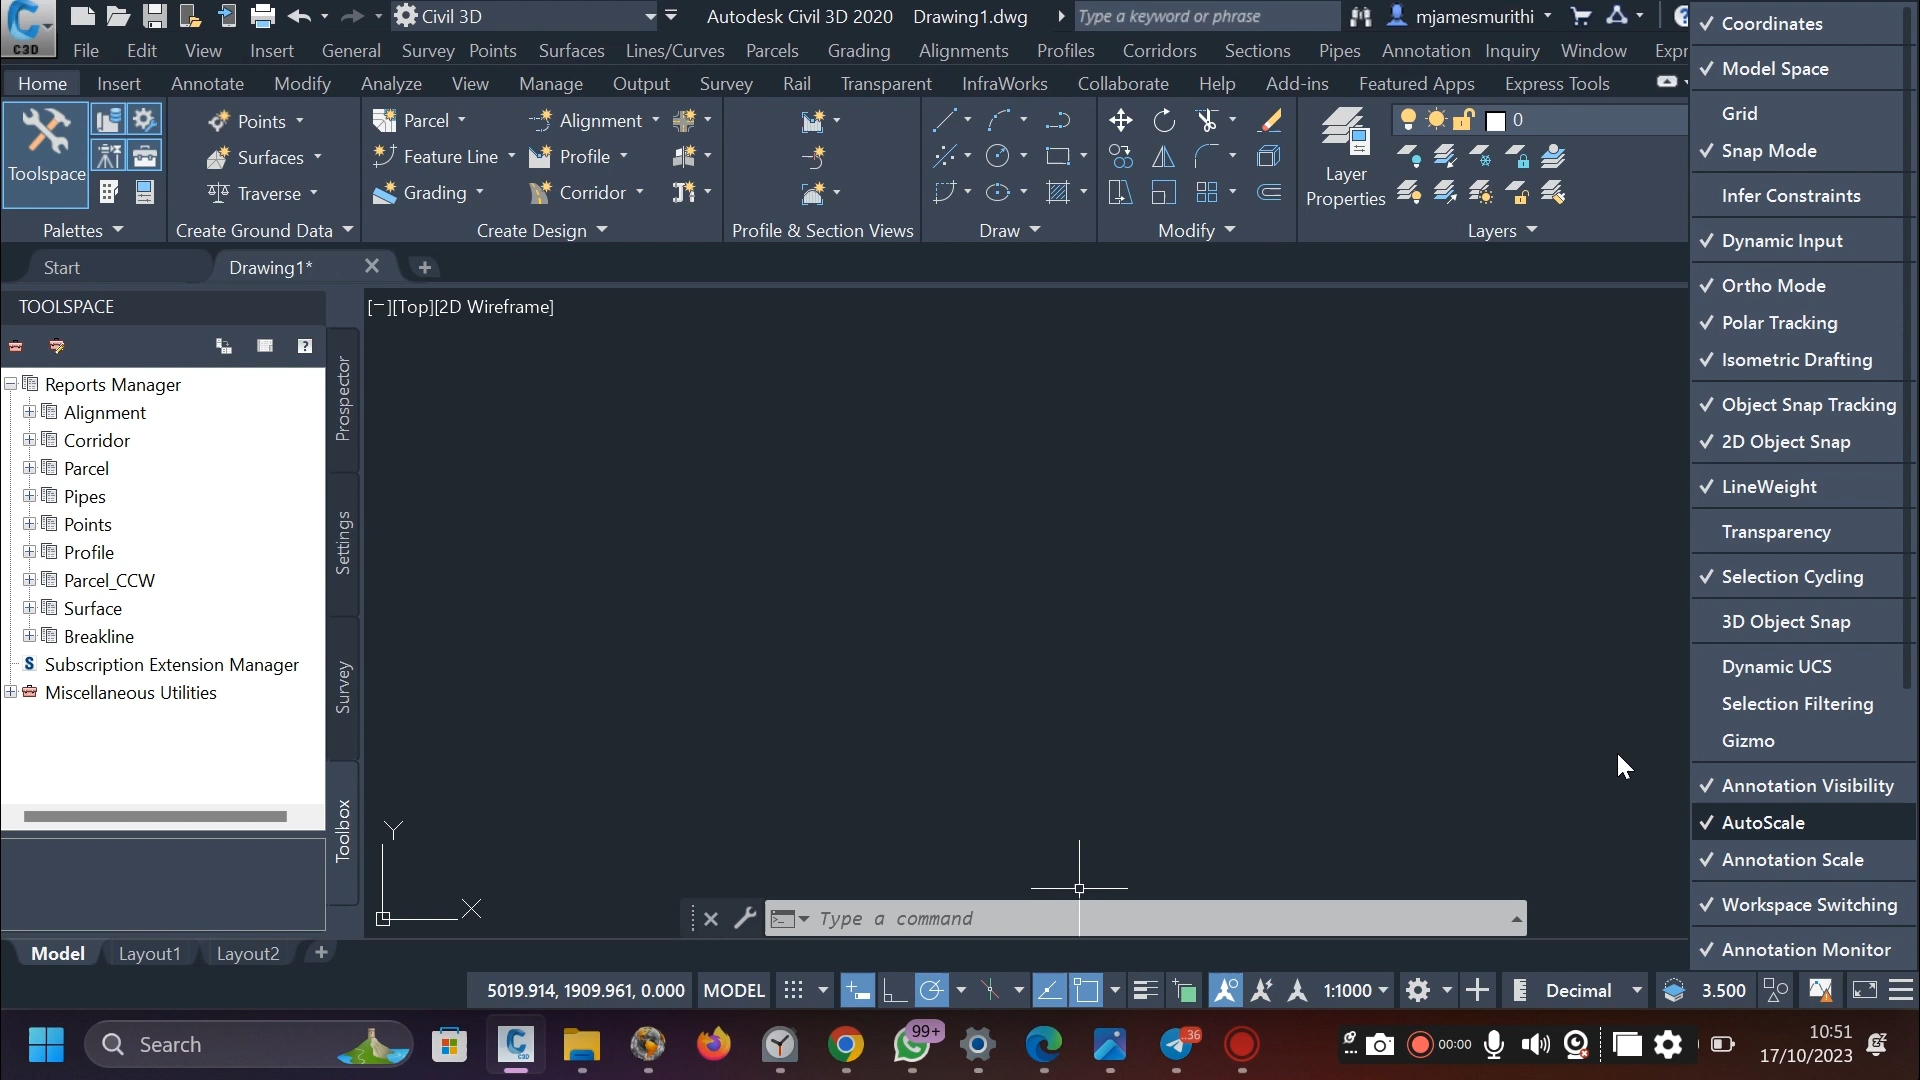 Civil 3D
Autodesk Civil 3D 2020 Drawing1.dwg
Type a keyword or phrase
mjamesmurithi
C3D
File Edit View Insert General Survey Points Surfaces Lines/Curves Parcels Grading Alignments Profiles Corridors Sections Pipes Annotation Inquiry Window Expr
Home Insert Annotate Modify Analyze View Manage Output Survey Rail Transparent InfraWorks Collaborate Help Add-ins Featured Apps Express Tools
Toolspace
Palettes
Points
Surfaces
Traverse
Create Ground Data
Parcel
Feature Line
Grading
Alignment
Profile
Corridor
Create Design
Profile & Section Views
Draw
Modify
Layer
Properties
0
Layers
Start
Drawing1*
TOOLSPACE
Reports Manager
Alignment
Corridor
Parcel
Pipes
Points
Profile
Parcel_CCW
Surface
Breakline
S Subscription Extension Manager
Miscellaneous Utilities
Prospector
Settings
Survey
Toolbox
[−][Top][2D Wireframe]
Y
X
Type a command
Coordinates
Model Space
Grid
Snap Mode
Infer Constraints
Dynamic Input
Ortho Mode
Polar Tracking
Isometric Drafting
Object Snap Tracking
2D Object Snap
LineWeight
Transparency
Selection Cycling
3D Object Snap
Dynamic UCS
Selection Filtering
Gizmo
Annotation Visibility
AutoScale
Annotation Scale
Workspace Switching
Annotation Monitor
Model Layout1 Layout2
5019.914, 1909.961, 0.000 MODEL
1:1000
Decimal
3.500
Search
C3D
99+
36
00:00
10:51
17/10/2023